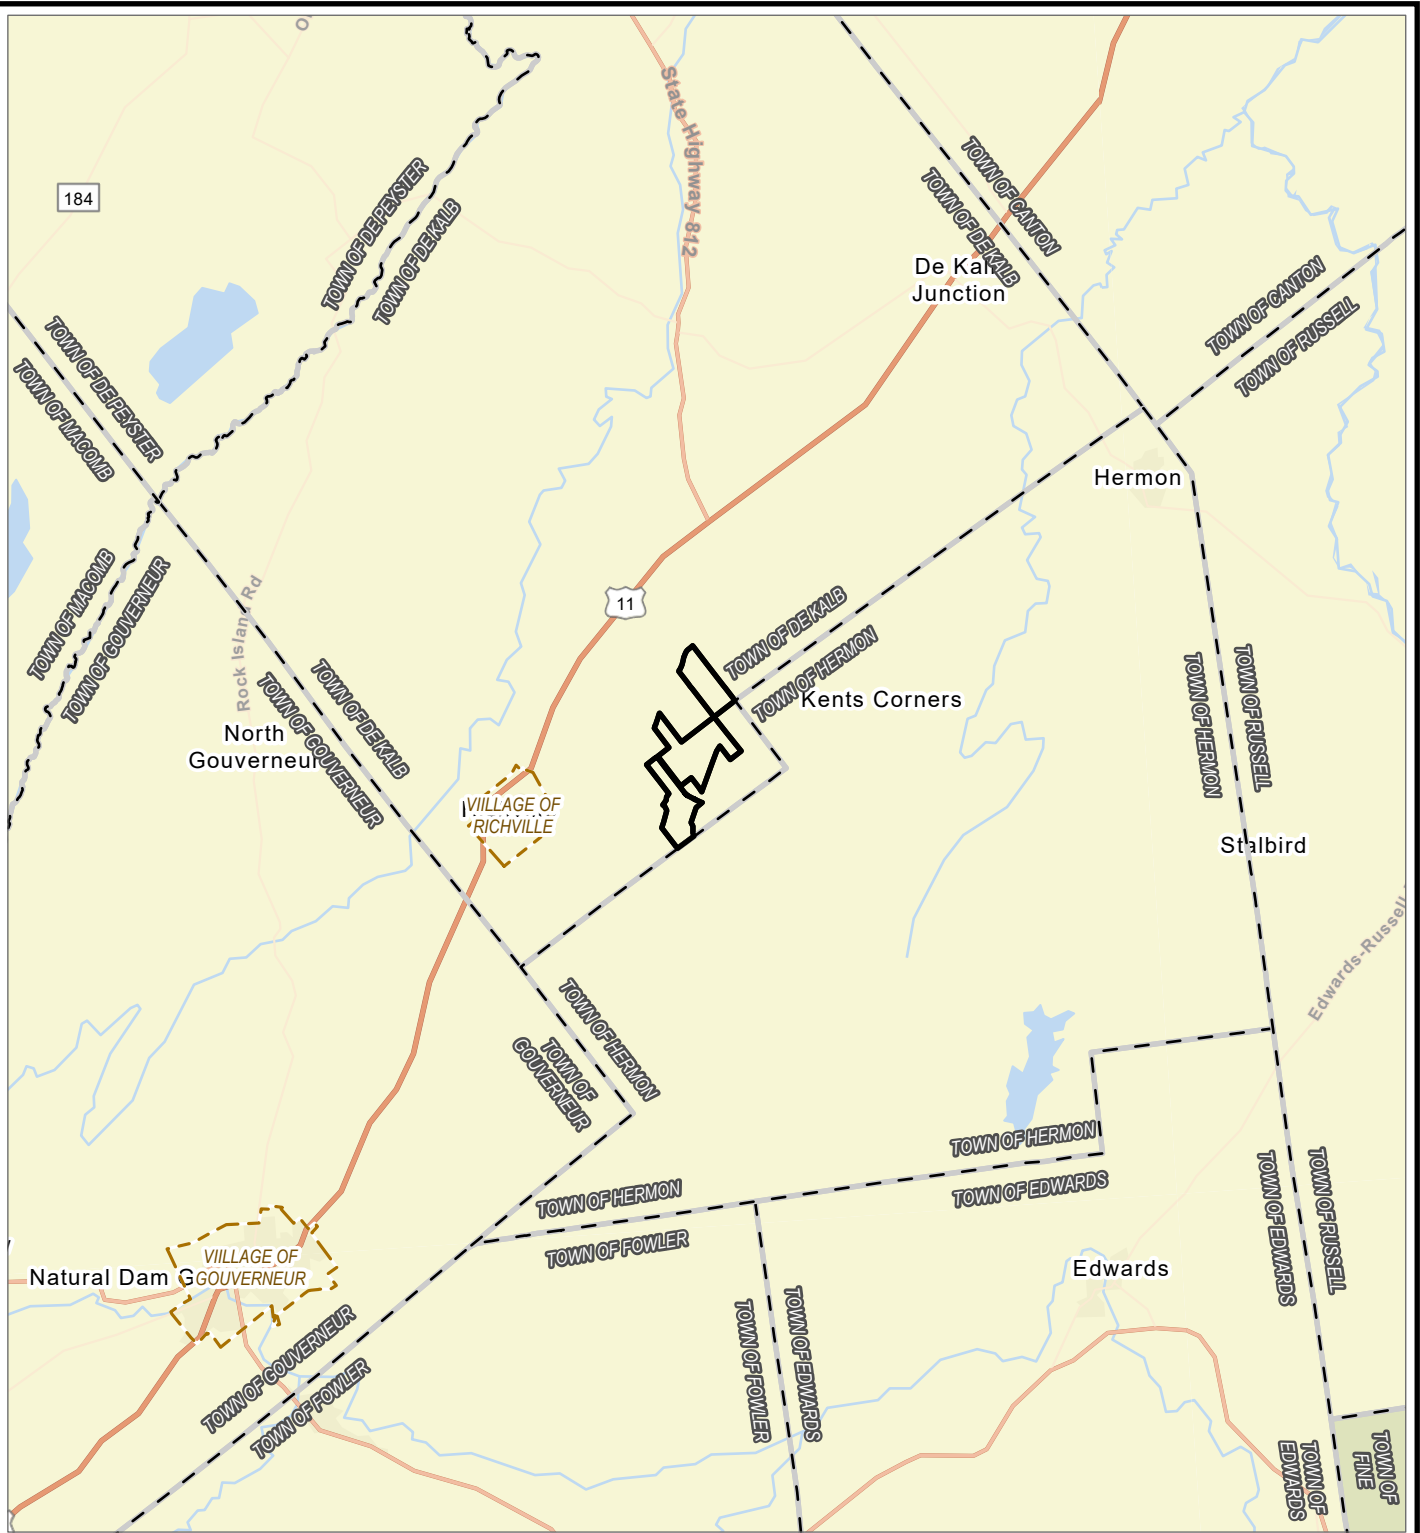 State Highway 812
184
TOWN OF DE PEYSTER
TOWN OF DE KALB
TOWN OF CANTON
TOWN OF DE KALB
De Kalb
Junction
TOWN OF CANTON
TOWN OF RUSSELL
TOWN OF DE PEYSTER
TOWN OF MACOMB
Hermon
TOWN OF MACOMB
TOWN OF GOUVERNEUR
Rock Island Rd
11
TOWN OF DE KALB
TOWN OF HERMON
Kents Corners
TOWN OF DE KALB
TOWN OF GOUVERNEUR
North
Gouverneur
TOWN OF HERMON
TOWN OF RUSSELL
VIILLAGE OF
RICHVILLE
Stalbird
Edwards-Russell
TOWN OF HERMON
TOWN OF
GOUVERNEUR
TOWN OF HERMON
TOWN OF EDWARDS
TOWN OF HERMON
TOWN OF FOWLER
TOWN OF EDWARDS
TOWN OF RUSSELL
VIILLAGE OF
GOUVERNEUR
Natural Dam G
Edwards
TOWN OF GOUVERNEUR
TOWN OF FOWLER
TOWN OF FOWLER
TOWN OF EDWARDS
TOWN OF
EDWARDS
TOWN OF
FINE